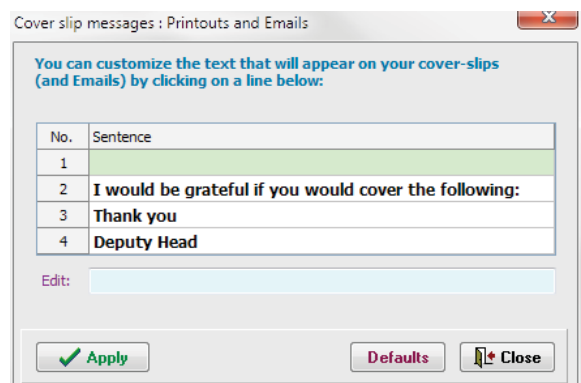 Cover slip messages : Printouts and Emails
You can customize the text that will appear on your cover-slips
(and Emails) by clicking on a line below:
No. Sentence
1
2 I would be grateful if you would cover the following:
3 Thank you
4 Deputy Head
Edit:
Apply Defaults Close